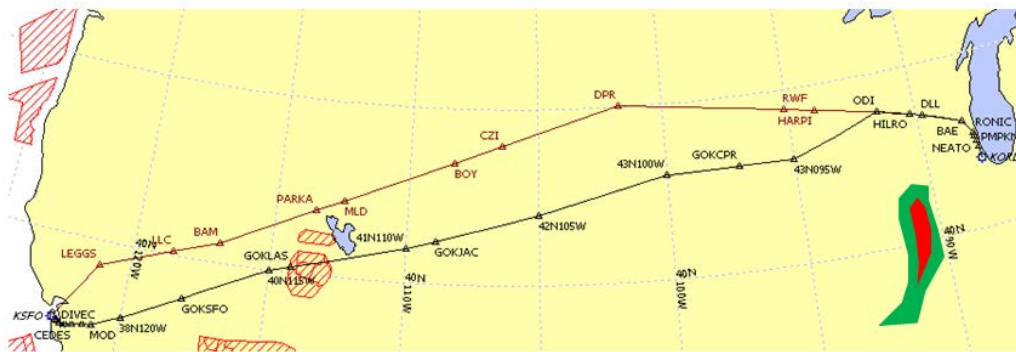 DPR
RWF
HARPI
ODI
HILRO
DLL
BAE
RONIC
PMPKN
NEATO
CZI
BOY
GOKCPR
43N100W
43N095W
PARKA
MLD
42N105W
BAM
LLC
LEGGS
40N
120W
41N110W
GOKJAC
GOKLAS
40N115W
40N
110W
40N
100W
40N
90W
GOKSFO
KSFO
DIVEC
CEDES
MOD
38N120W